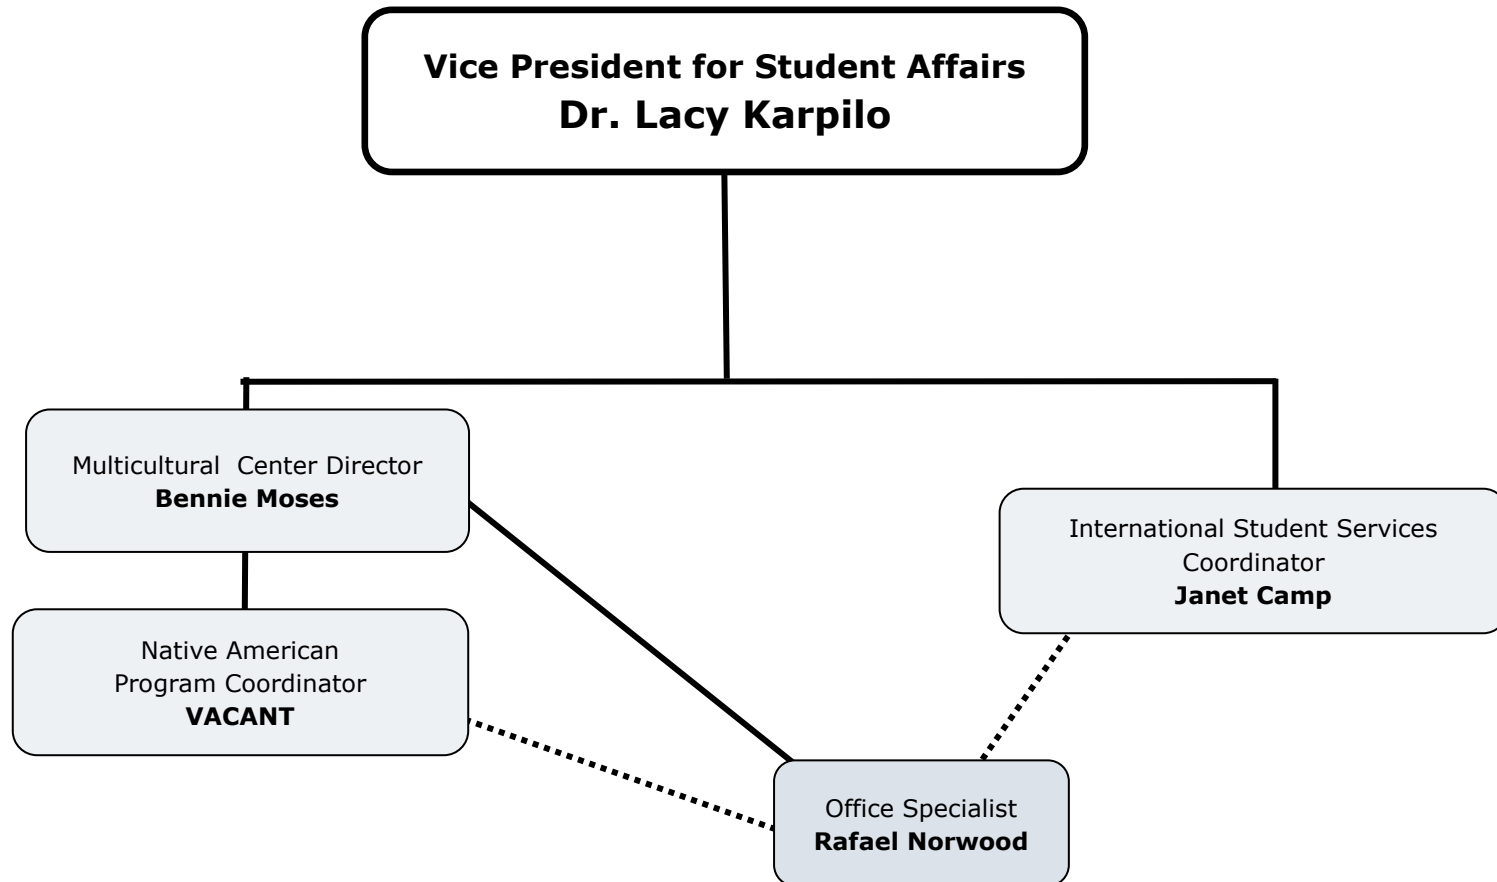 Vice President for Student Affairs
Dr. Lacy Karpilo
Multicultural  Center Director
Bennie Moses
International Student Services
Coordinator
Janet Camp
Native American
Program Coordinator
VACANT
Office Specialist
Rafael Norwood